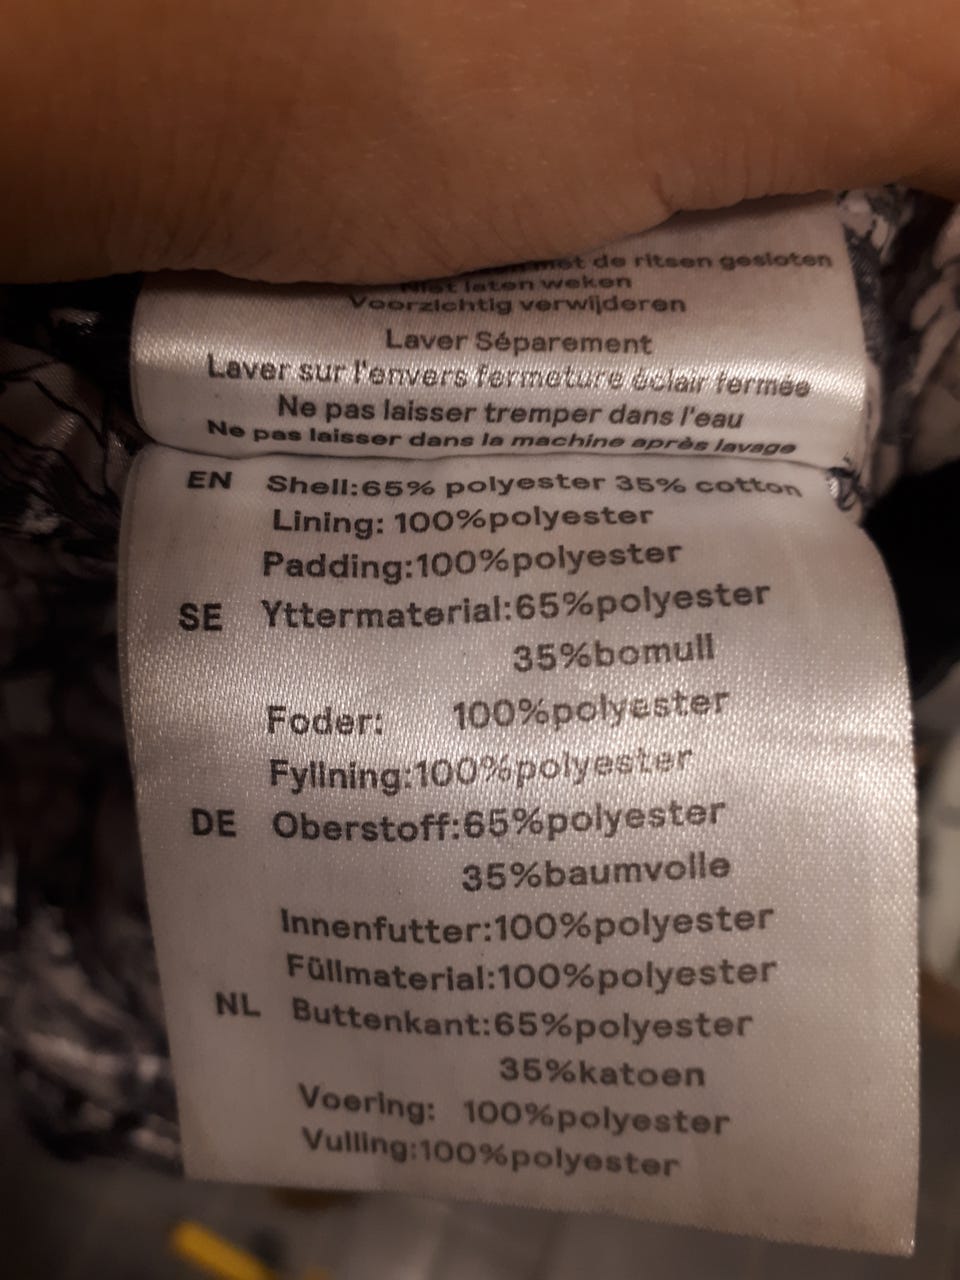 met de ritsen gesloten
Niet laten weken
Voorzichtig verwijderen
Laver Séparement
Laver sur l'envers fermeture éclair fermée
Ne pas laisser tremper dans l'eau
Ne pas laisser dans la machine après lavage
EN Shell:65% polyester 35% cotton
Lining: 100%polyester
Padding:100%polyester
SE Yttermaterial:65%polyester
35%bomull
Foder: 100%polyester
Fyllning:100%polyester
DE Oberstoff:65%polyester
35%baumvolle
Innenfutter:100%polyester
Füllmaterial:100%polyester
NL Buttenkant:65%polyester
35%katoen
Voering: 100%polyester
Vulling:100%polyester